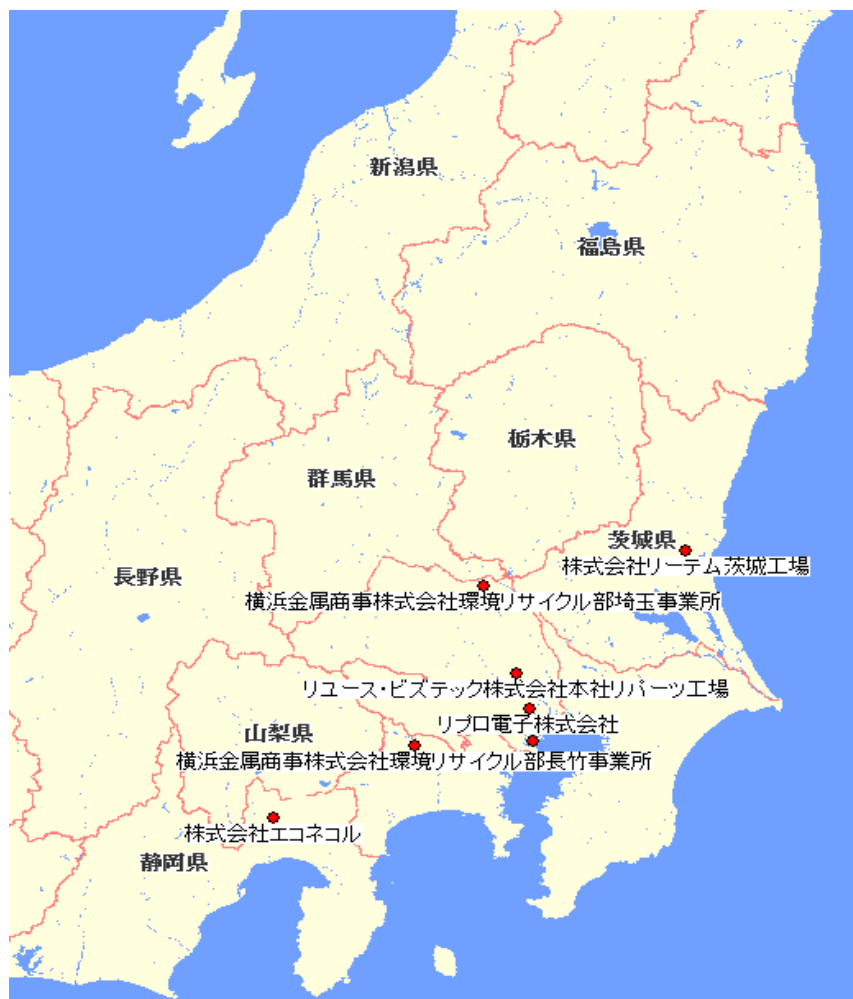 新潟県
福島県
栃木県
群馬県
茨城県
株式会社リーテム茨城工場
長野県
横浜金属商事株式会社環境リサイクル部埼玉事業所
リユース・ビズテック株式会社本社リパーツ工場
リプロ電子株式会社
山梨県
横浜金属商事株式会社環境リサイクル部長竹事業所
株式会社エコネコル
静岡県